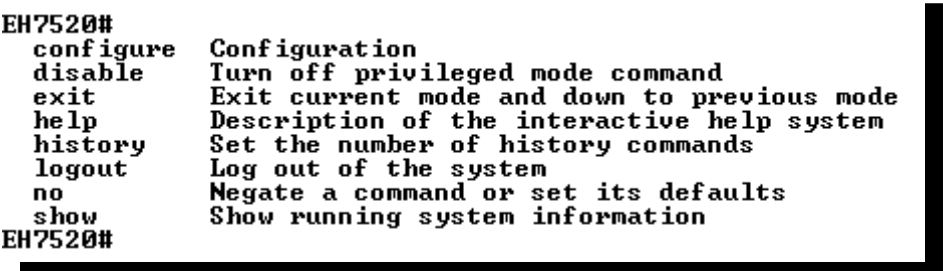 EH7520#
configure Configuration
disable Turn off privileged mode command
exit Exit current mode and down to previous mode
help Description of the interactive help system
history Set the number of history commands
logout Log out of the system
no Negate a command or set its defaults
show Show running system information
EH7520#